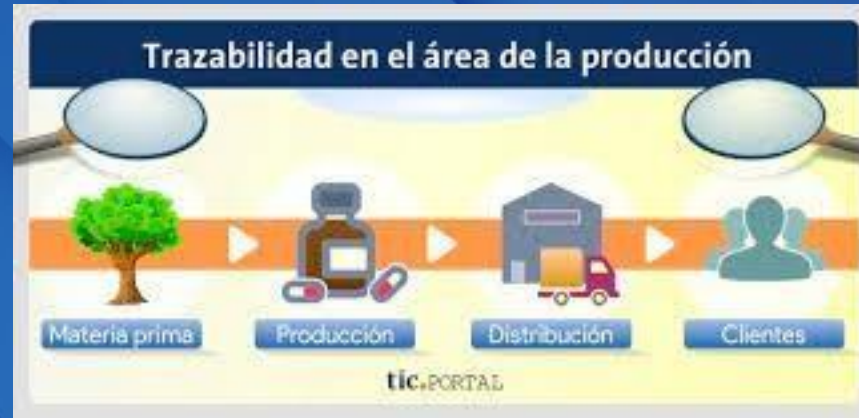 Trazabilidad en el área de la producción
Materia prima
Producción
Distribución
Clientes
tic.PORTAL